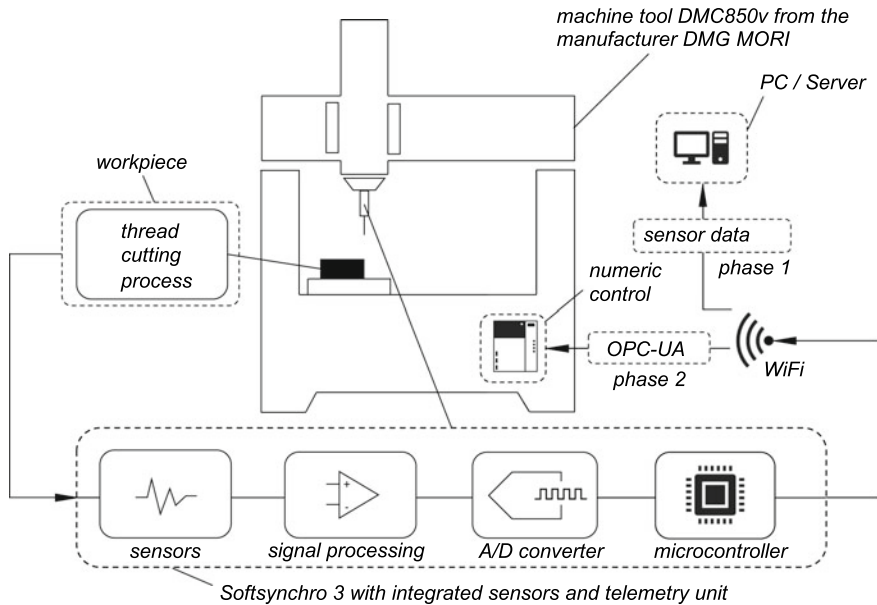 machine tool DMC850v from the
manufacturer DMG MORI
PC / Server
workpiece
thread
cutting
process
sensor data
phase 1
numeric
control
OPC-UA
phase 2
WiFi
+
-
sensors
signal processing
A/D converter
microcontroller
Softsynchro 3 with integrated sensors and telemetry unit